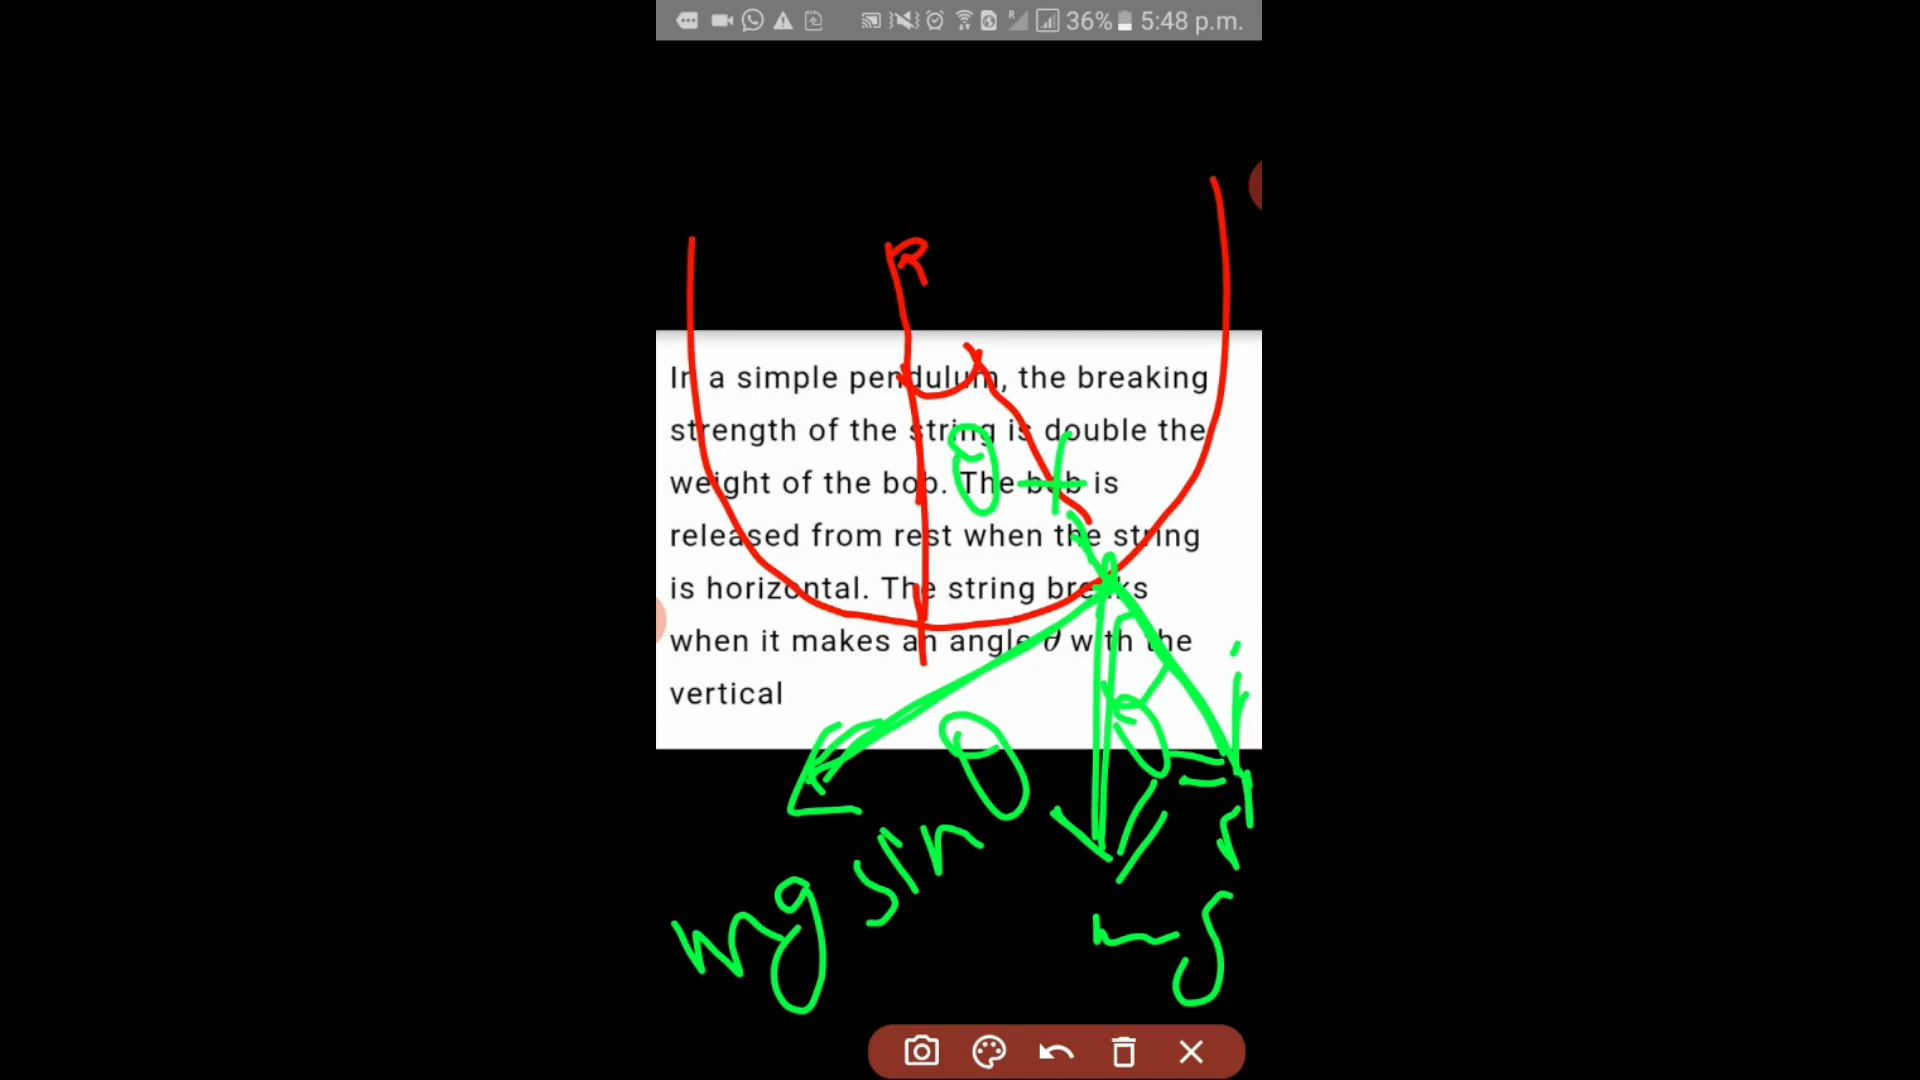 36% 5:48 p.m.
R
In a simple pendulum, the breaking
strength of the string is double the
weight of the bob. The bob is
released from rest when the string
is horizontal. The string breaks
when it makes an angle θ with the
vertical
θ
θ
θ
mg sin
mg